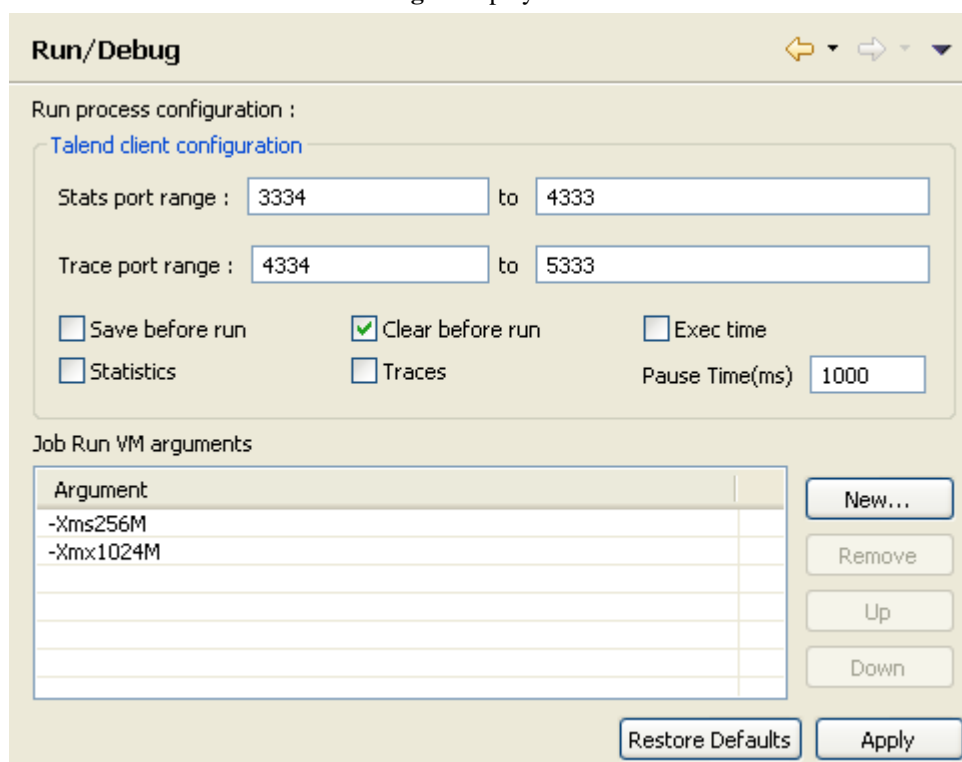 Run/Debug
Run process configuration :
Talend client configuration
Stats port range : 3334 to 4333
Trace port range : 4334 to 5333
Save before run Clear before run Exec time
Statistics Traces Pause Time(ms) 1000
Job Run VM arguments
Argument
New...
-Xms256M
-Xmx1024M
Remove
Up
Down
Restore Defaults Apply